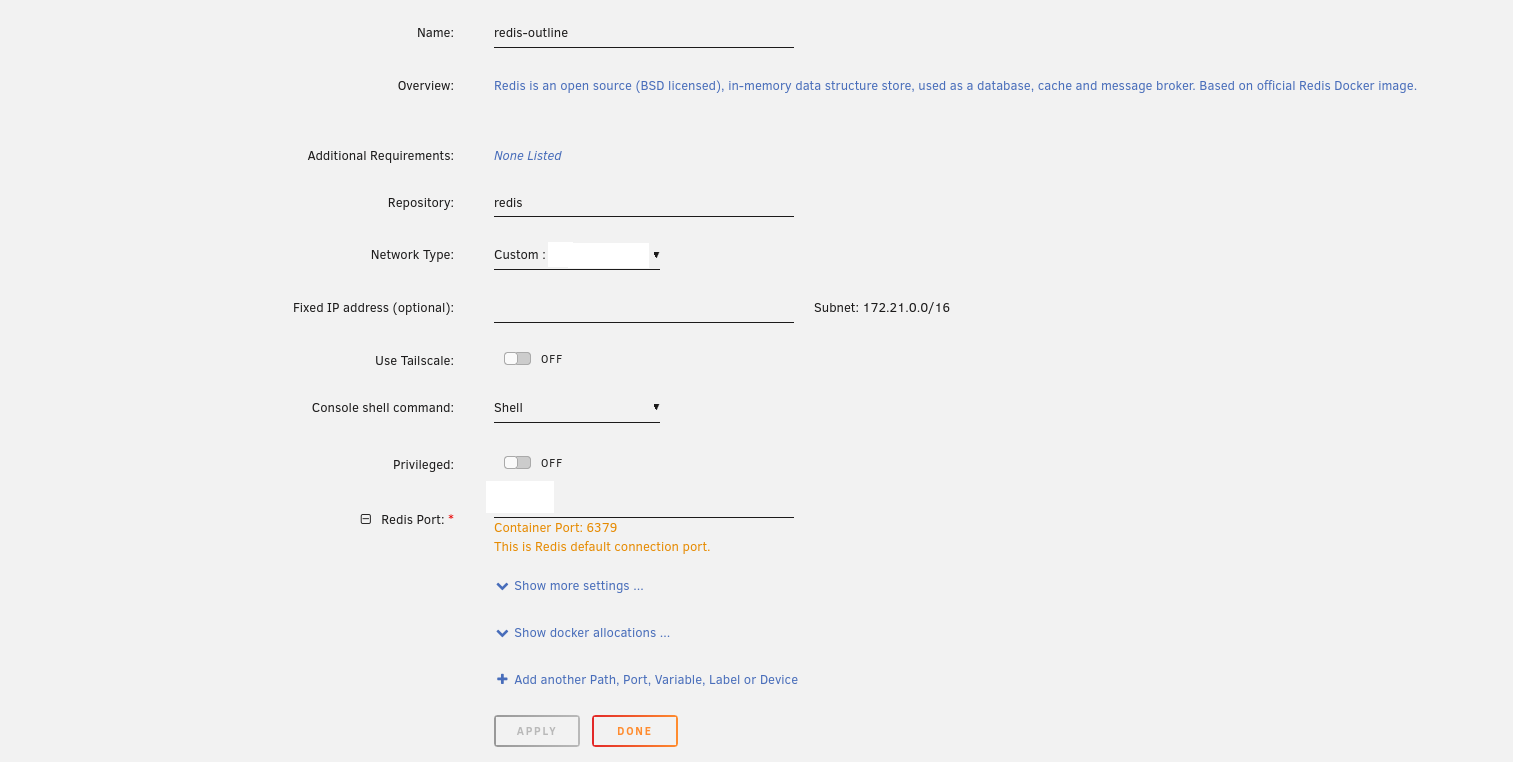 Name: redis-outline
Overview: Redis is an open source (BSD licensed), in-memory data structure store, used as a database, cache and message broker. Based on official Redis Docker image.
Additional Requirements: None Listed
Repository: redis
Network Type: Custom :
Fixed IP address (optional): Subnet: 172.21.0.0/16
Use Tailscale: OFF
Console shell command: Shell
Privileged: OFF
Redis Port: *
Container Port: 6379
This is Redis default connection port.
Show more settings ...
Show docker allocations ...
Add another Path, Port, Variable, Label or Device
APPLY DONE